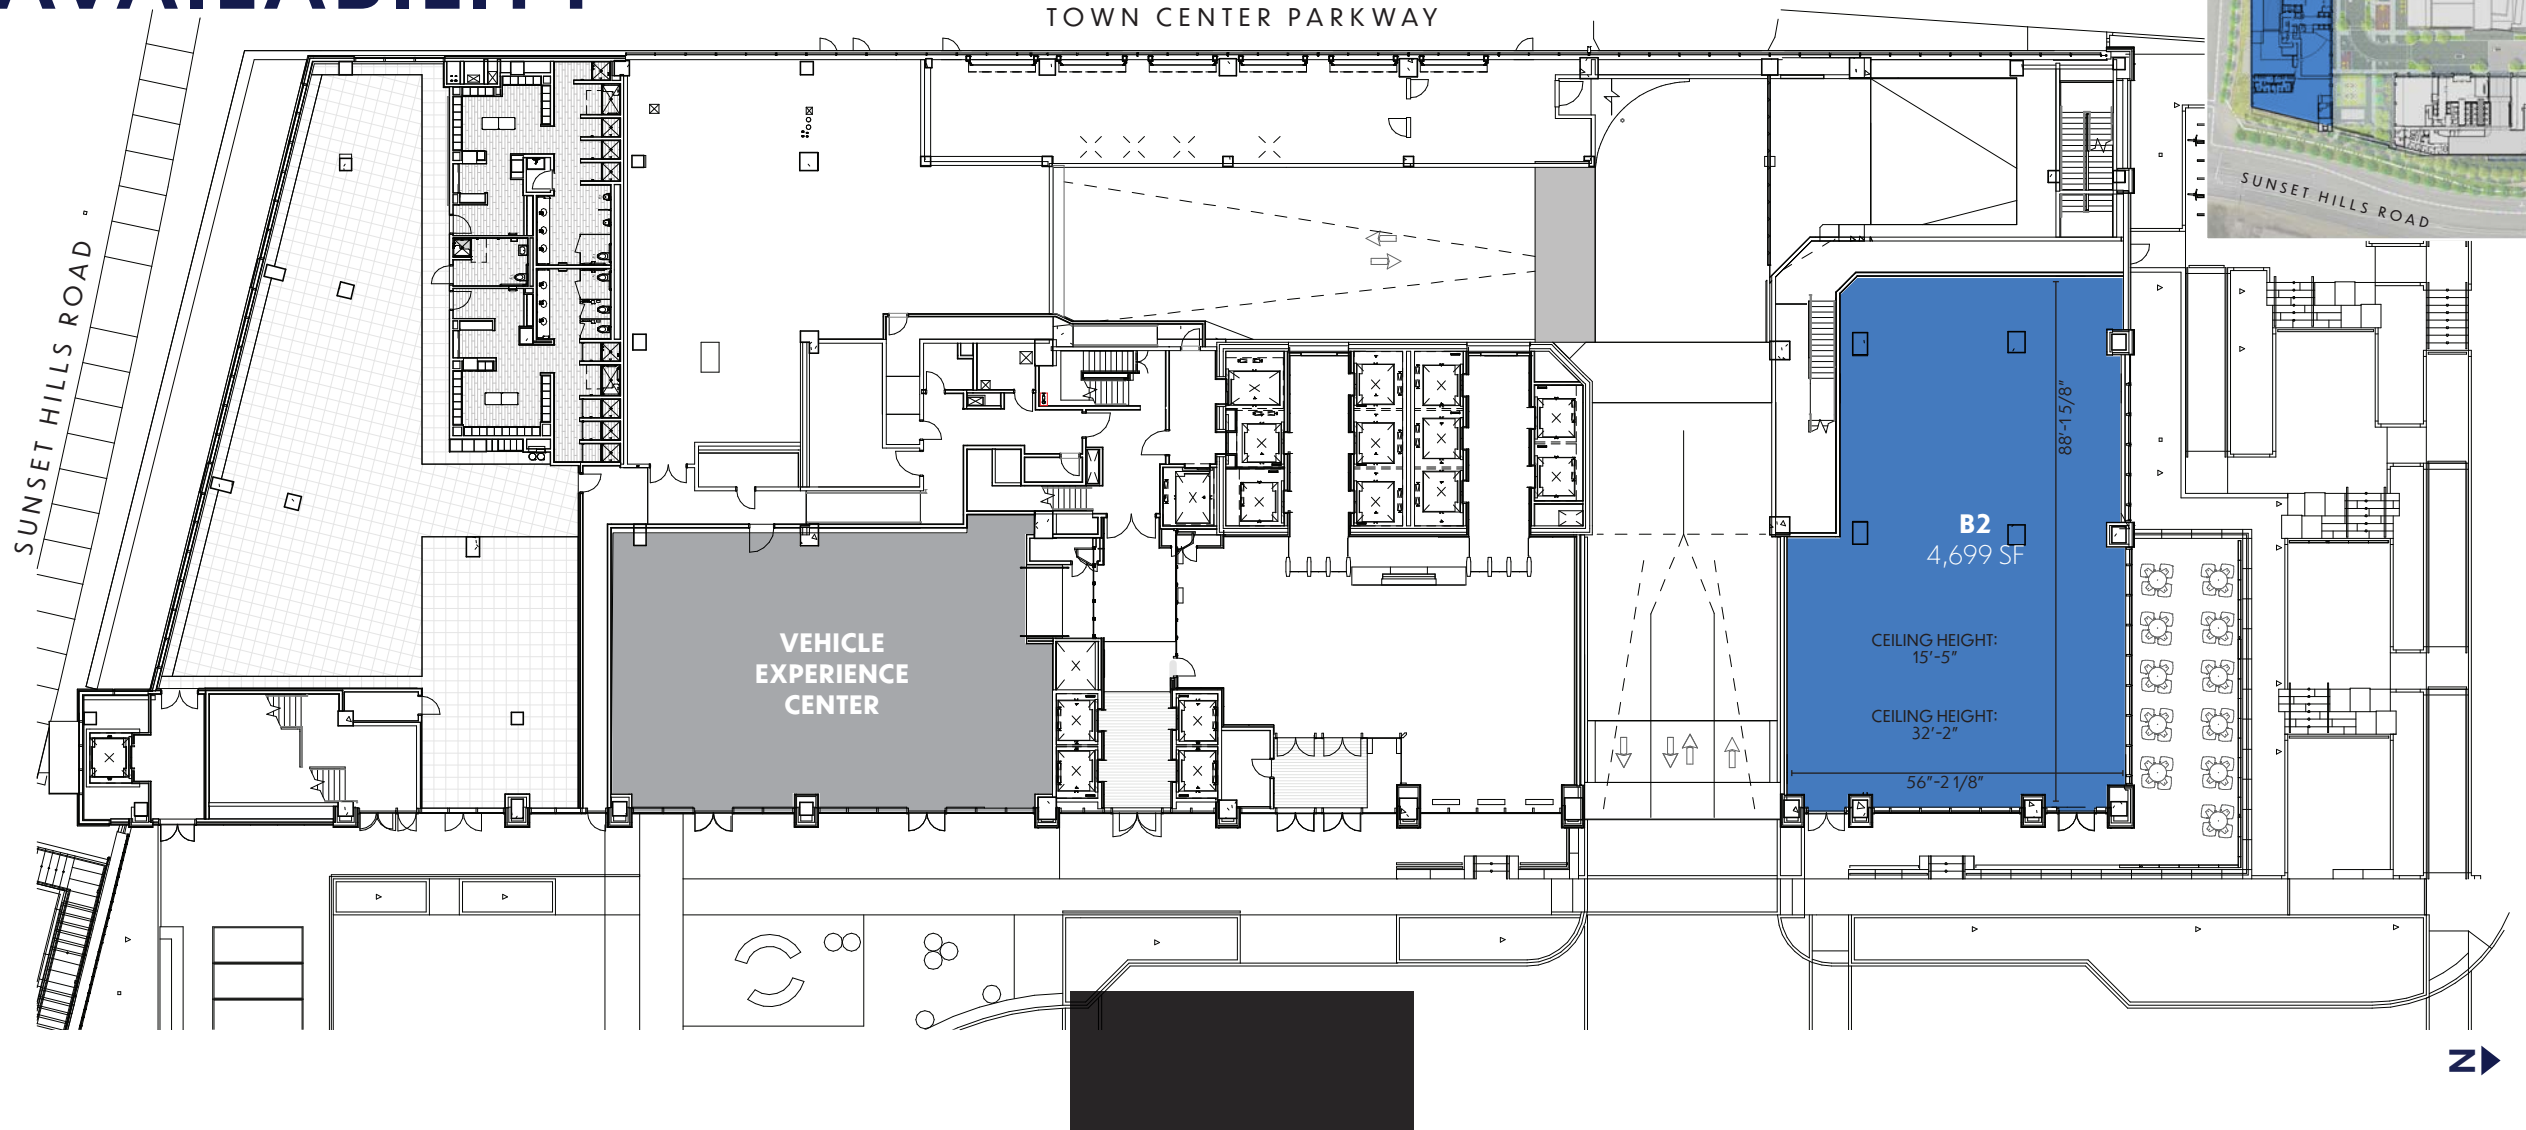 AVAILABILITY
TOWN CENTER PARKWAY
SUNSET HILLS ROAD
SUNSET HILLS ROAD
88'-1 5/8"
B2
4,699 SF
VEHICLE
EXPERIENCE
CENTER
CEILING HEIGHT:
15'-5"
CEILING HEIGHT:
32'-2"
56"-2 1/8"
N